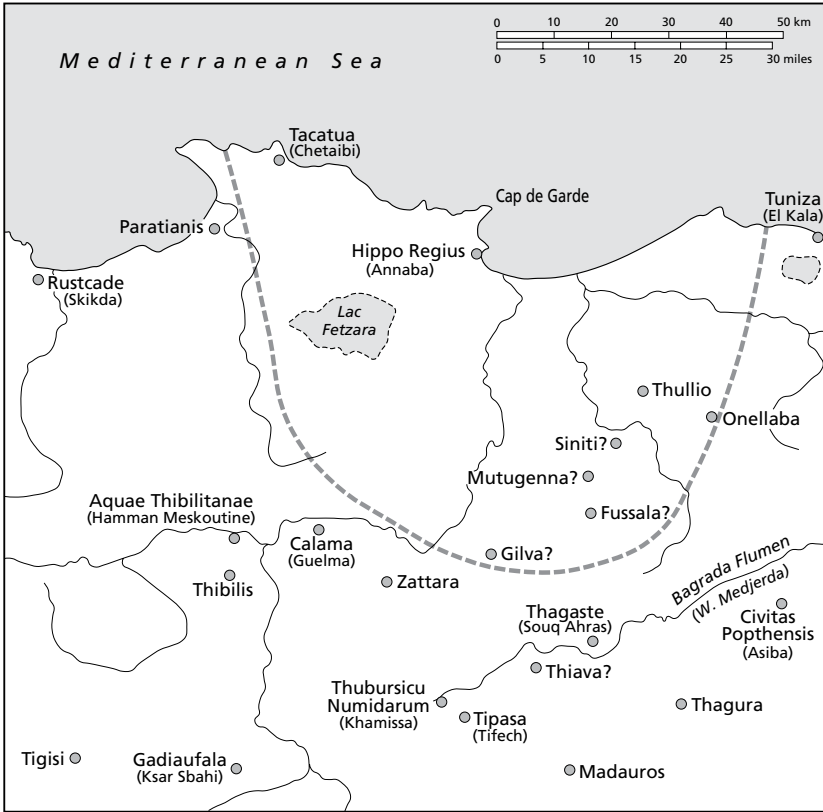 0 10 20 30 40 50 km
0 5 10 15 20 25 30 miles
Mediterranean Sea
Tacatua
(Chetaibi)
Cap de Garde
Tuniza
(El Kala)
Paratianis
Hippo Regius
(Annaba)
Rustcade
(Skikda)
Lac
Fetzara
Thullio
Onellaba
Siniti?
Mutugenna?
Aquae Thibilitanae
(Hamman Meskoutine)
Fussala?
Calama
(Guelma)
Gilva?
Thibilis
Zattara
Bagrada Flumen
(W. Medjerda)
Thagaste
(Souq Ahras)
Civitas
Popthensis
(Asiba)
Thiava?
Thubursicu
Numidarum
(Khamissa)
Tipasa
(Tifech)
Thagura
Tigisi
Gadiaufala
(Ksar Sbahi)
Madauros